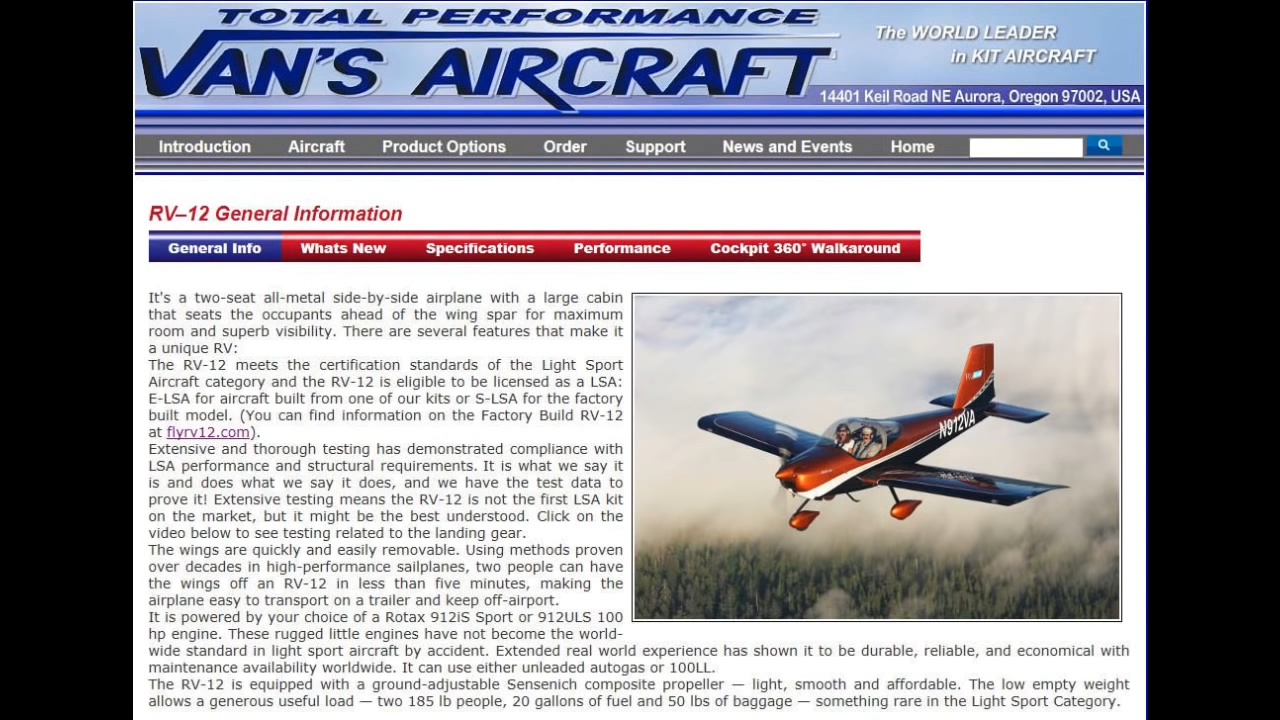 TOTAL PERFORMANCE
VAN'S AIRCRAFT
The WORLD LEADER
in KIT AIRCRAFT
14401 Keil Road NE Aurora, Oregon 97002, USA
Introduction Aircraft Product Options Order Support News and Events Home
RV–12 General Information
General Info Whats New Specifications Performance Cockpit 360° Walkaround
It's a two-seat all-metal side-by-side airplane with a large cabin
that seats the occupants ahead of the wing spar for maximum
room and superb visibility. There are several features that make it
a unique RV:
The RV-12 meets the certification standards of the Light Sport
Aircraft category and the RV-12 is eligible to be licensed as a LSA:
E-LSA for aircraft built from one of our kits or S-LSA for the factory
built model. (You can find information on the Factory Build RV-12
at flyrv12.com).
Extensive and thorough testing has demonstrated compliance with
LSA performance and structural requirements. It is what we say it
is and does what we say it does, and we have the test data to
prove it! Extensive testing means the RV-12 is not the first LSA kit
on the market, but it might be the best understood. Click on the
video below to see testing related to the landing gear.
The wings are quickly and easily removable. Using methods proven
over decades in high-performance sailplanes, two people can have
the wings off an RV-12 in less than five minutes, making the
airplane easy to transport on a trailer and keep off-airport.
It is powered by your choice of a Rotax 912iS Sport or 912ULS 100
hp engine. These rugged little engines have not become the world-
wide standard in light sport aircraft by accident. Extended real world experience has shown it to be durable, reliable, and economical with
maintenance availability worldwide. It can use either unleaded autogas or 100LL.
The RV-12 is equipped with a ground-adjustable Sensenich composite propeller — light, smooth and affordable. The low empty weight
allows a generous useful load — two 185 lb people, 20 gallons of fuel and 50 lbs of baggage — something rare in the Light Sport Category.
N912VA